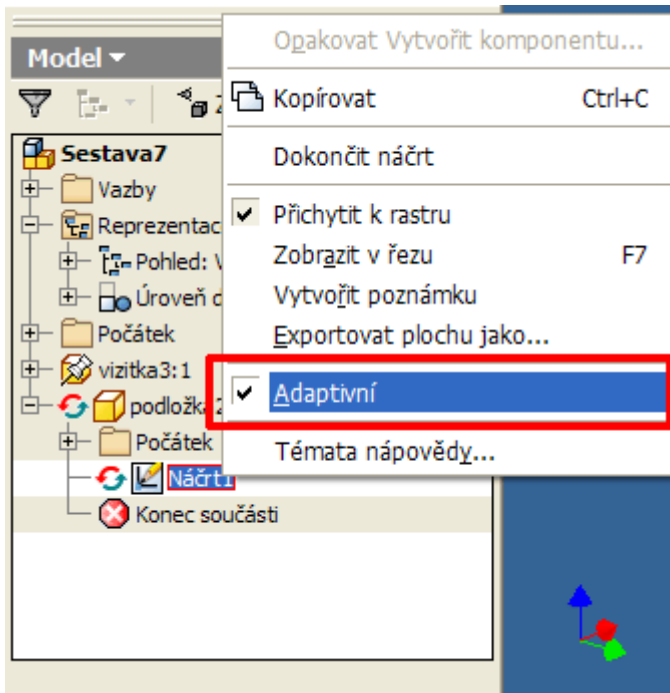 Model
Opakovat Vytvořit komponentu...
Kopírovat Ctrl+C
Dokončit náčrt
Přichytit k rastru
Zobrazit v řezu F7
Vytvořit poznámku
Exportovat plochu jako...
Adaptivní
Témata nápovědy...
Sestava7
Vazby
Reprezentac
Pohled:
Úroveň
Počátek
vizitka3:1
podložka
Počátek
Náčrt1
Konec součásti